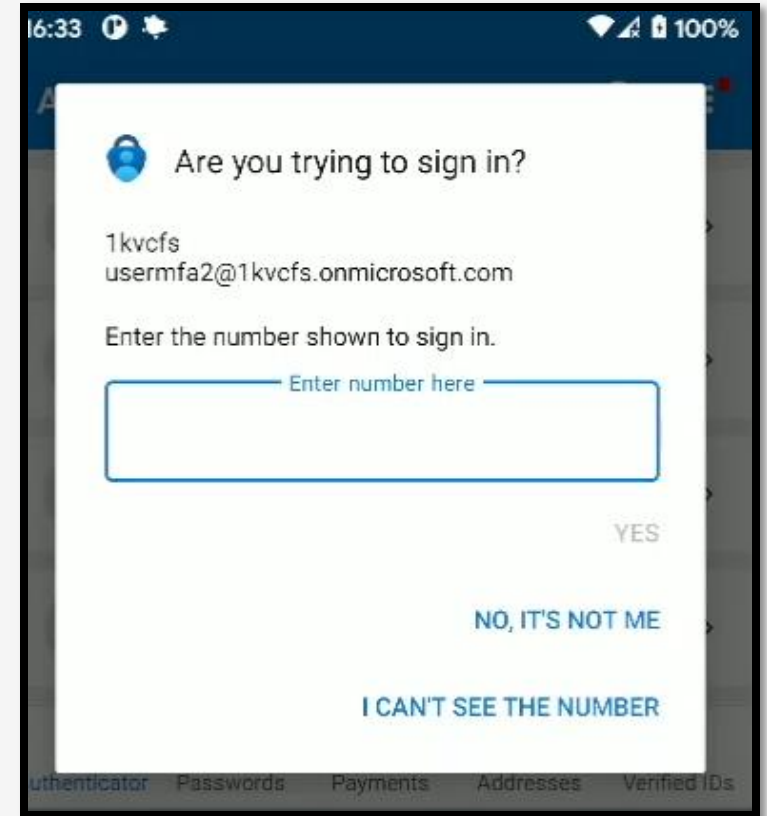 16:33 100%
A
Are you trying to sign in?
1kvcfs
usermfa2@1kvcfs.onmicrosoft.com
Enter the number shown to sign in.
Enter number here
YES
NO, IT'S NOT ME
I CAN'T SEE THE NUMBER
uthenticator Passwords Payments Addresses Verified IDs